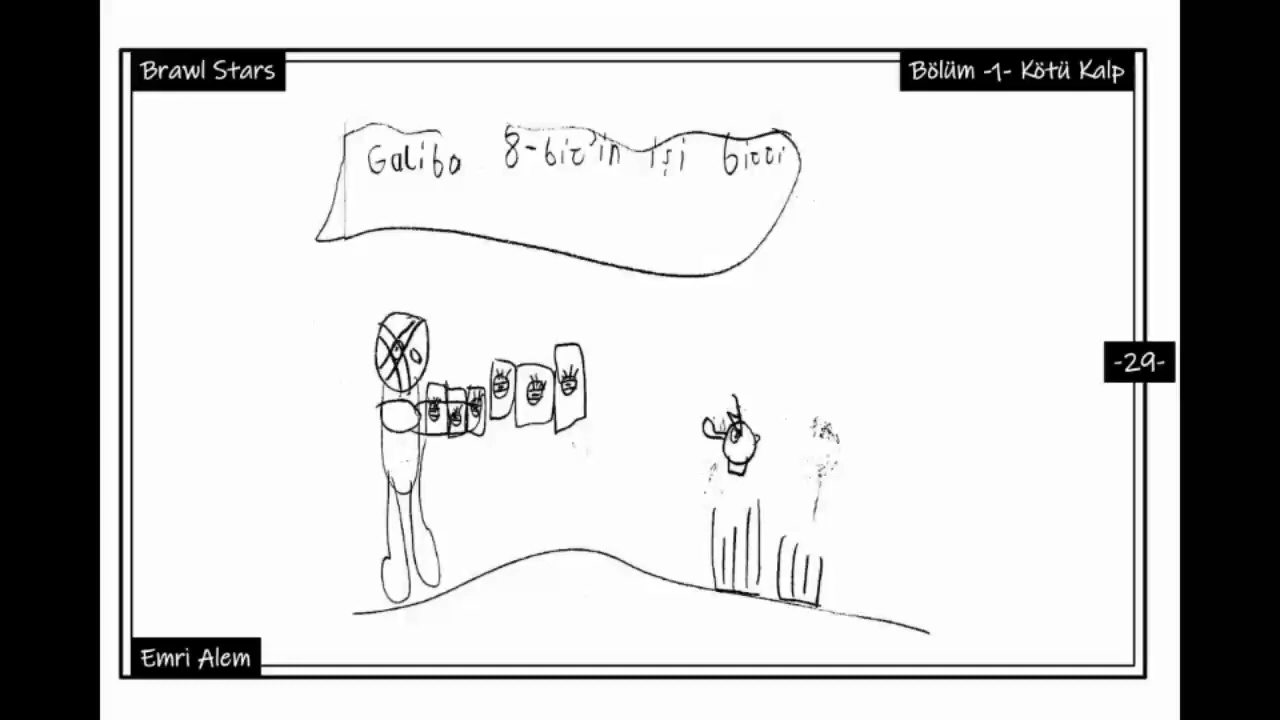 Brawl Stars
Bölüm -1- Kötü Kalp
Galiba 8-bit'in işi bitti
-29-
Emri Alem